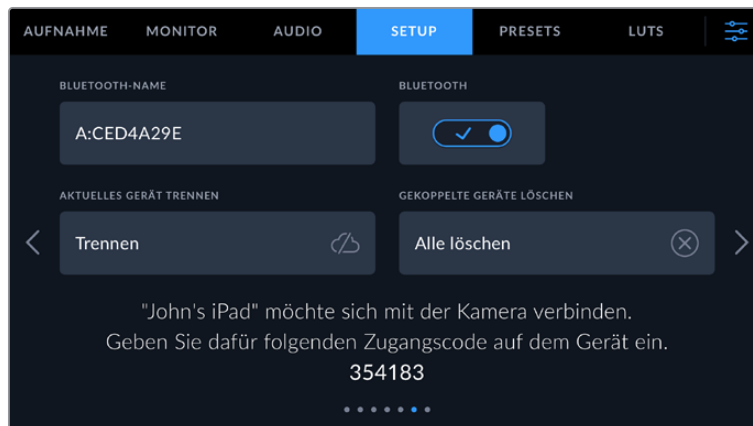 AUFNAHME MONITOR AUDIO SETUP PRESETS LUTS
BLUETOOTH-NAME BLUETOOTH
A:CED4A29E
AKTUELLES GERÄT TRENNEN GEKOPPELTE GERÄTE LÖSCHEN
Trennen Alle löschen
"John's iPad" möchte sich mit der Kamera verbinden.
Geben Sie dafür folgenden Zugangscode auf dem Gerät ein.
354183